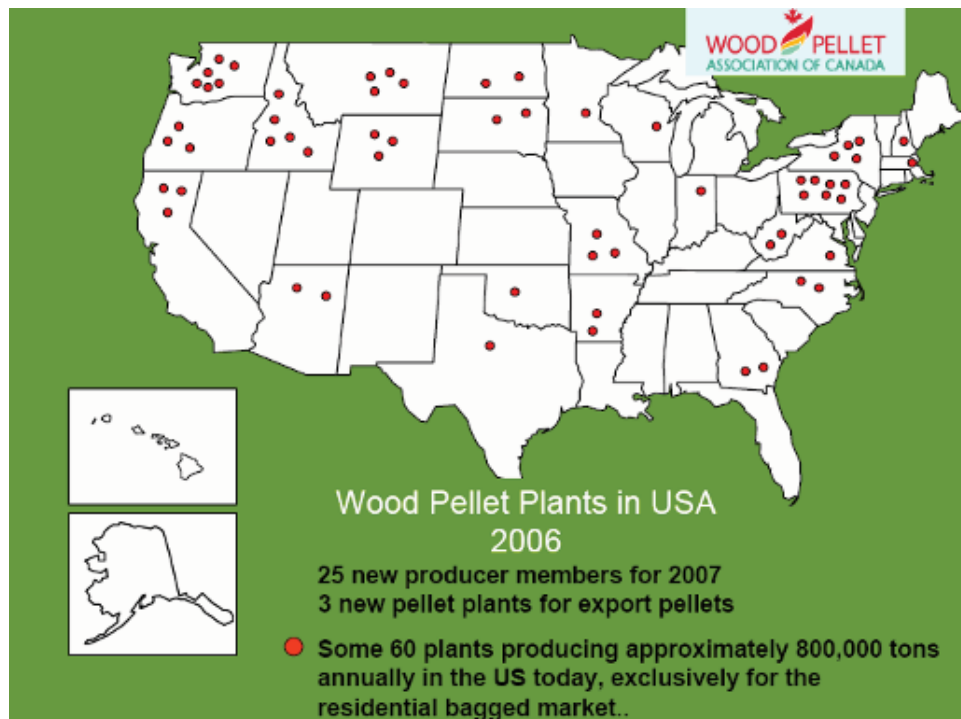 WOOD PELLET
ASSOCIATION OF CANADA
Wood Pellet Plants in USA
2006
25 new producer members for 2007
3 new pellet plants for export pellets
Some 60 plants producing approximately 800,000 tons
annually in the US today, exclusively for the
residential bagged market..